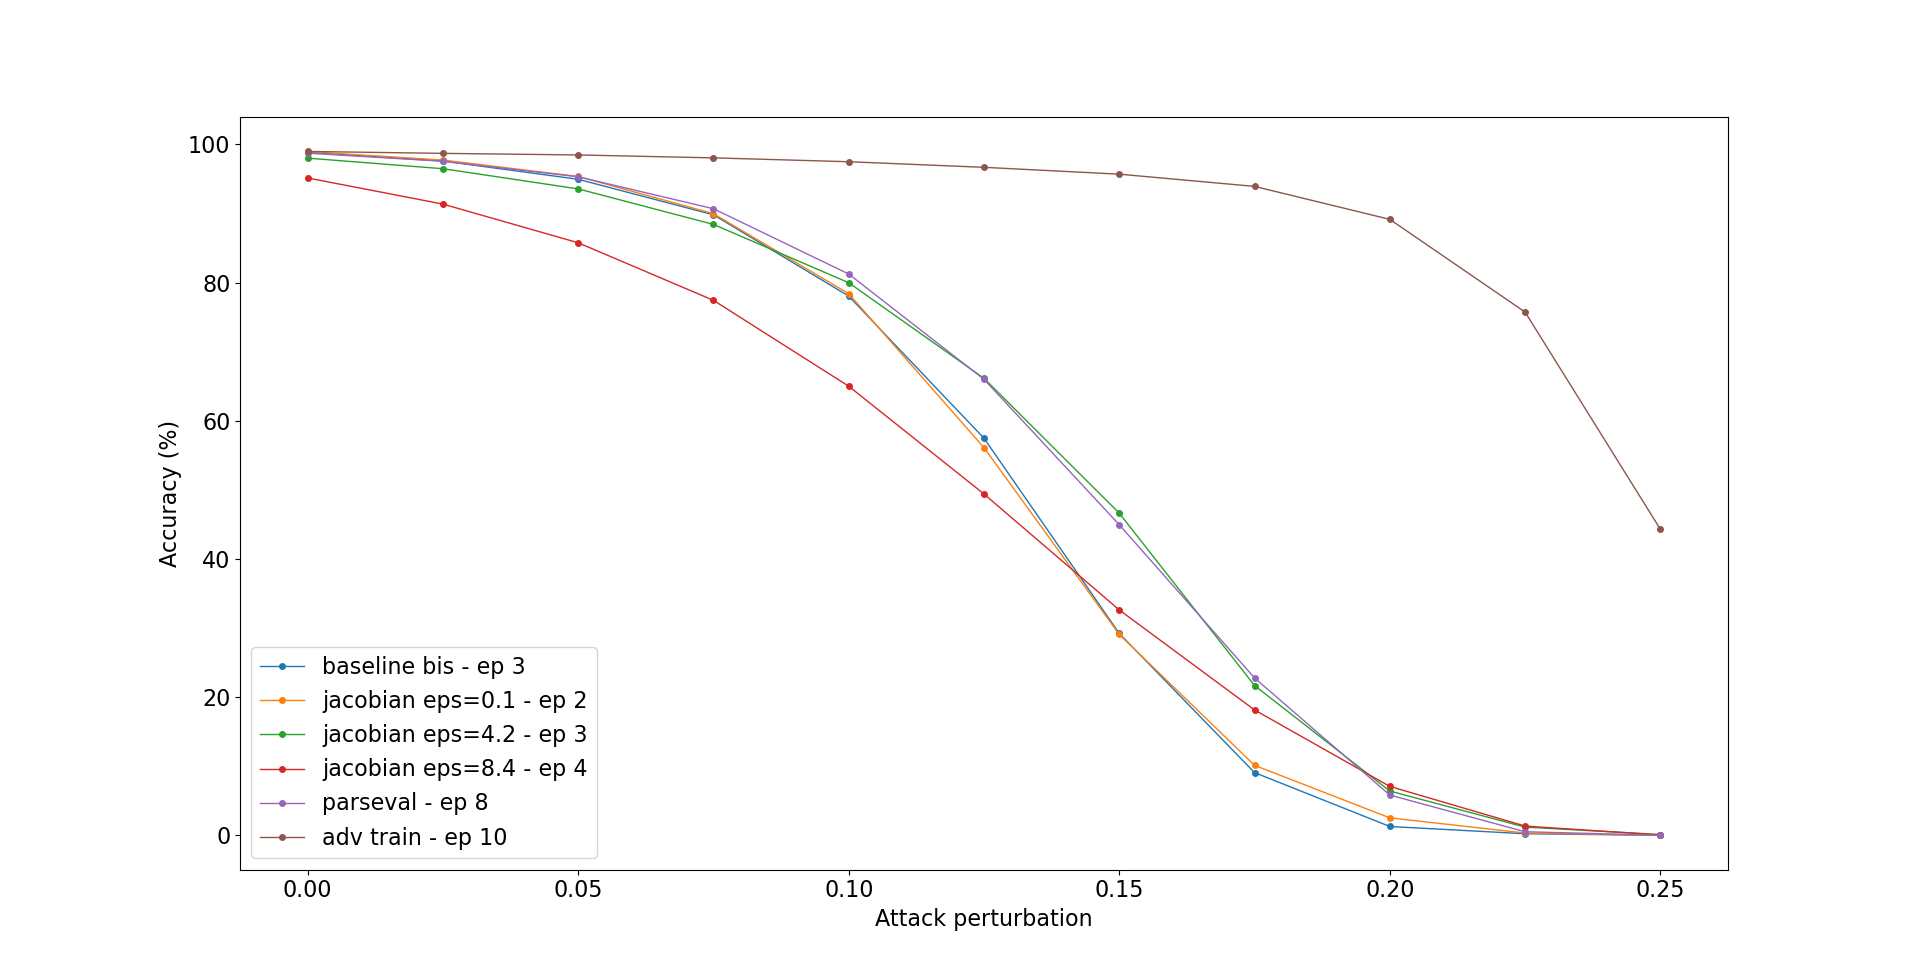 100
80
60
40
20
0
Accuracy (%)
baseline bis - ep 3
jacobian eps=0.1 - ep 2
jacobian eps=4.2 - ep 3
jacobian eps=8.4 - ep 4
parseval - ep 8
adv train - ep 10
0.00 0.05 0.10 0.15 0.20 0.25
Attack perturbation